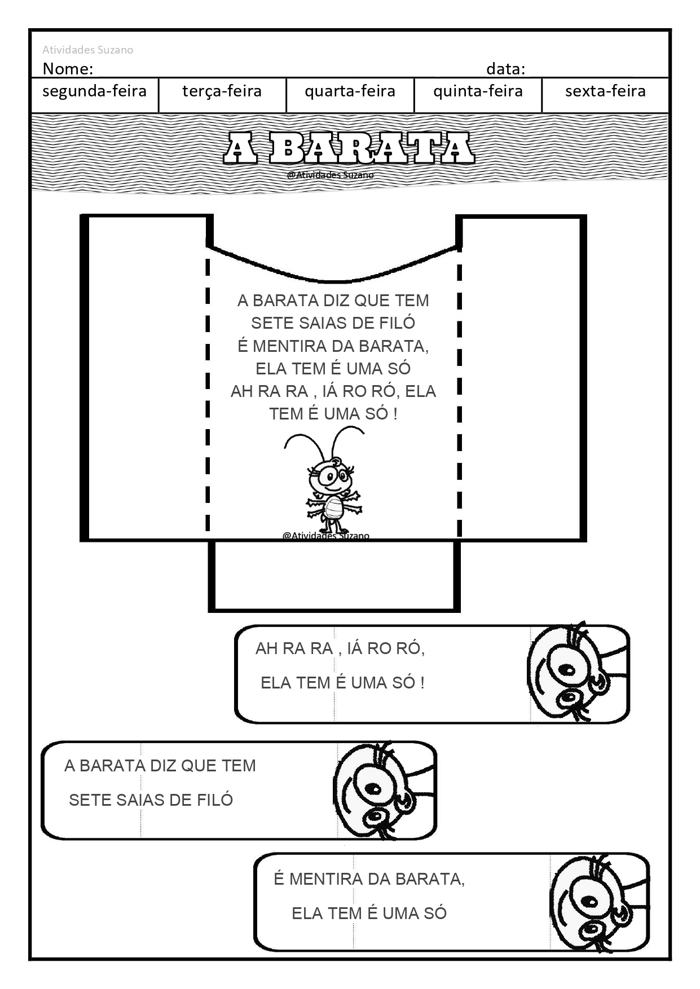 Atividades Suzano
Nome: data:
segunda-feira terça-feira quarta-feira quinta-feira sexta-feira
A BARATA
@Atividades Suzano
A BARATA DIZ QUE TEM
SETE SAIAS DE FILÓ
É MENTIRA DA BARATA,
ELA TEM É UMA SÓ
AH RA RA , IÁ RO RÓ, ELA
TEM É UMA SÓ !
@Atividades Suzano
AH RA RA , IÁ RO RÓ,
ELA TEM É UMA SÓ !
A BARATA DIZ QUE TEM
SETE SAIAS DE FILÓ
É MENTIRA DA BARATA,
ELA TEM É UMA SÓ